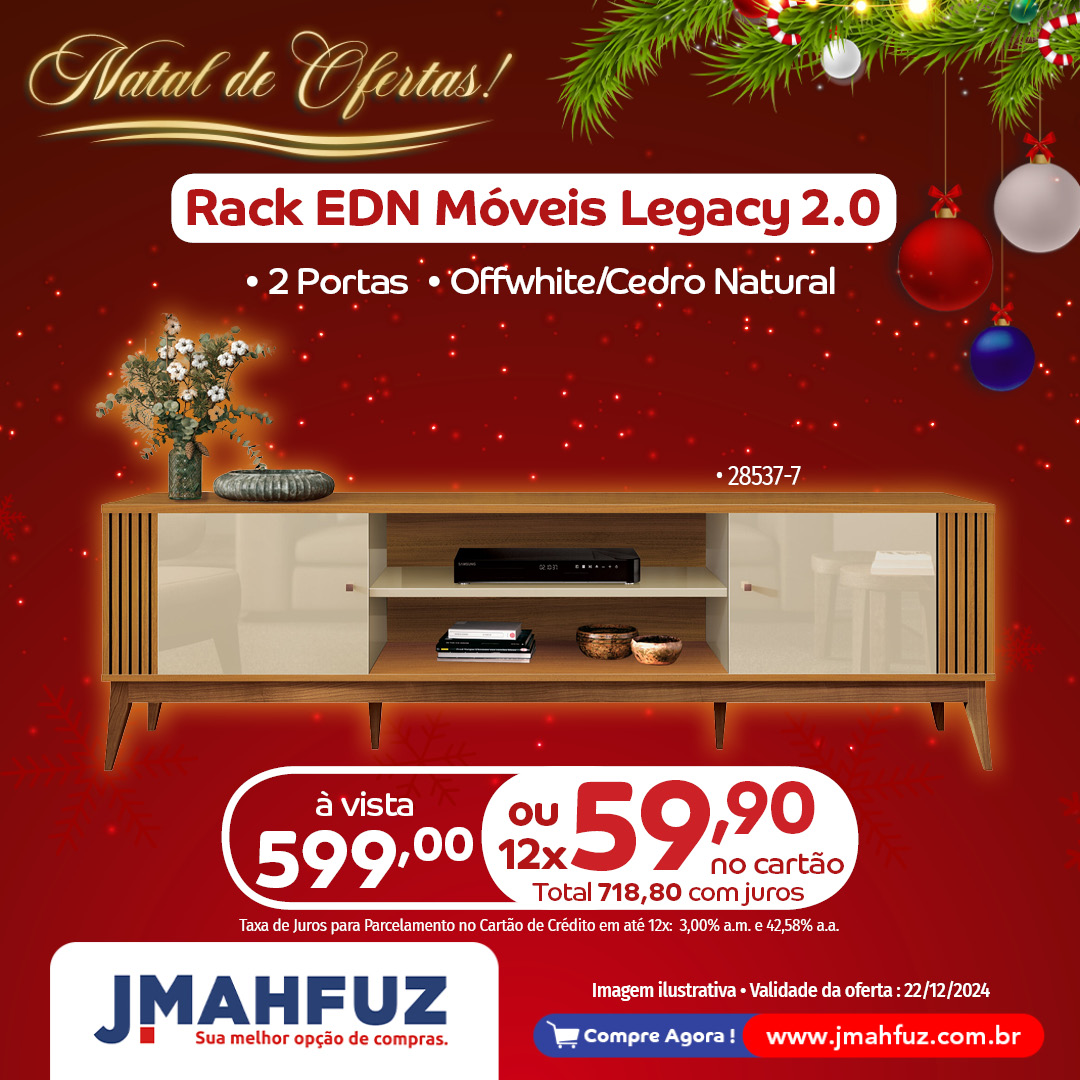 Natal de Ofertas!
Rack EDN Móveis Legacy 2.0
• 2 Portas • Offwhite/Cedro Natural
• 28537-7
SAMSUNG
à vista
599,00
ou
12x
59,90
no cartão
Total 718,80 com juros
Taxa de Juros para Parcelamento no Cartão de Crédito em até 12x: 3,00% a.m. e 42,58% a.a.
JMAHFUZ
Sua melhor opção de compras.
Imagem ilustrativa • Validade da oferta : 22/12/2024
Compre Agora !
www.jmahfuz.com.br